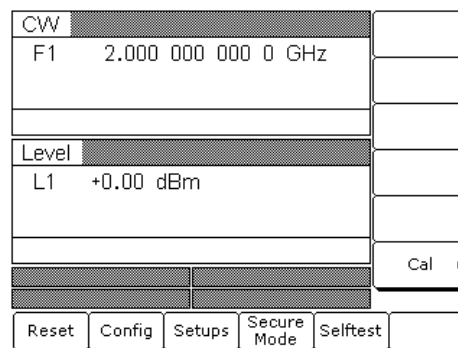 CW
F1 2.000 000 000 0 GHz
Level
L1 +0.00 dBm
Cal
Reset Config Setups Secure Mode Selftest